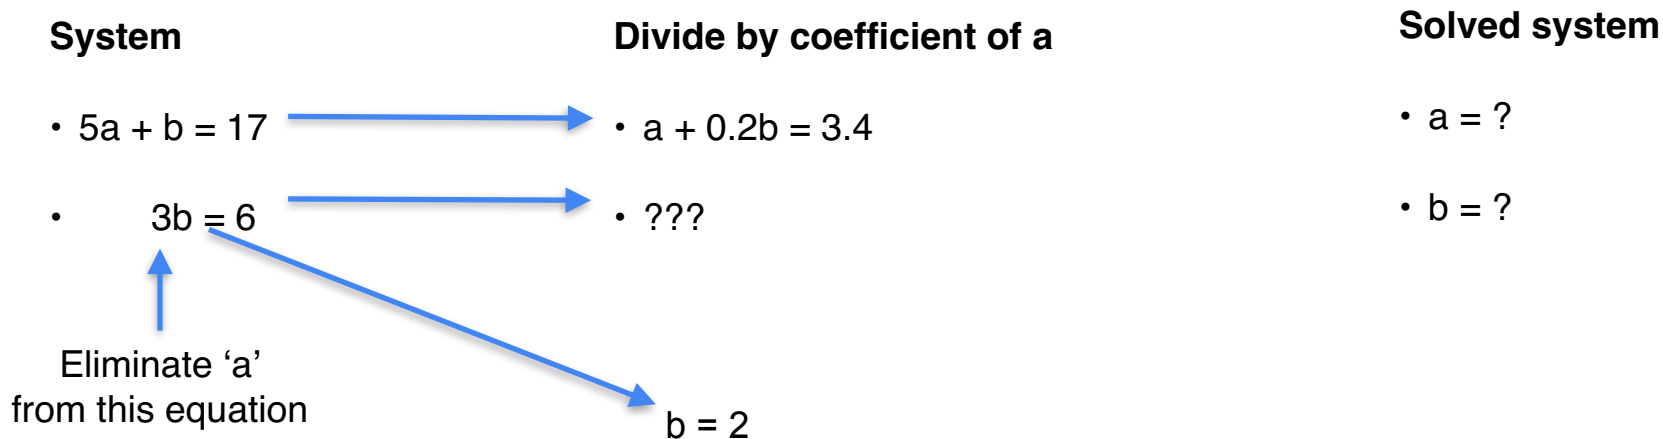 System
• 5a + b = 17
• 3b = 6
Eliminate ‘a’
from this equation
Divide by coefficient of a
• a + 0.2b = 3.4
• ???
b = 2
Solved system
• a = ?
• b = ?